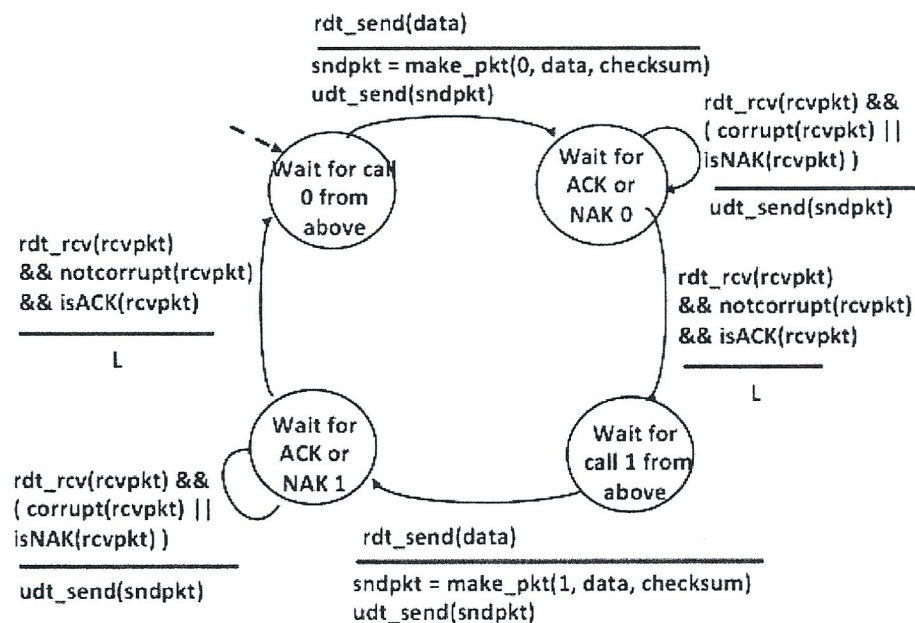 rdt_send(data)
sndpkt = make_pkt(0, data, checksum)
udt_send(sndpkt)
Wait for call
0 from
above
Wait for
ACK or
NAK 0
rdt_rcv(rcvpkt) &&
( corrupt(rcvpkt) ||
isNAK(rcvpkt) )
udt_send(sndpkt)
rdt_rcv(rcvpkt)
&& notcorrupt(rcvpkt)
&& isACK(rcvpkt)
L
rdt_rcv(rcvpkt)
&& notcorrupt(rcvpkt)
&& isACK(rcvpkt)
L
Wait for
ACK or
NAK 1
Wait for
call 1 from
above
rdt_rcv(rcvpkt) &&
( corrupt(rcvpkt) ||
isNAK(rcvpkt) )
udt_send(sndpkt)
rdt_send(data)
sndpkt = make_pkt(1, data, checksum)
udt_send(sndpkt)